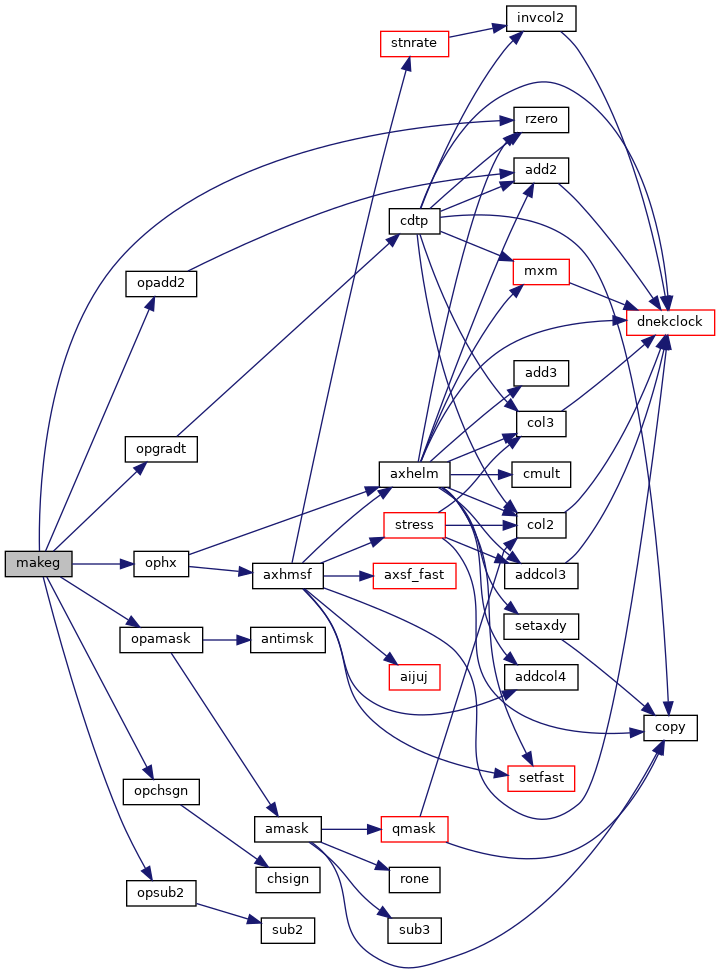 invcol2
stnrate
rzero
add2
cdtp
mxm
opadd2
dnekclock
add3
col3
opgradt
axhelm
cmult
stress
col2
makeg
ophx
axhmsf
axsf_fast
addcol3
setaxdy
opamask
antimsk
aijuj
addcol4
copy
setfast
opchsgn
amask
qmask
chsign
rone
opsub2
sub2
sub3